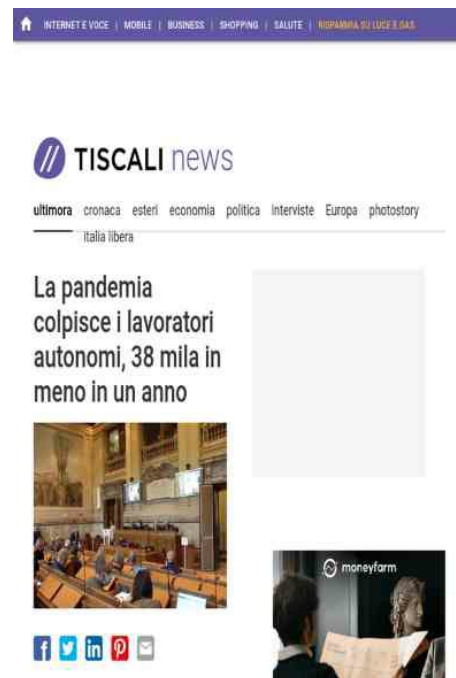 INTERNET E VOCE | MOBILE | BUSINESS | SHOPPING | SALUTE | RISPARMIA SU LUCE E GAS
TISCALI news
ultimora cronaca esteri economia politica interviste Europa photostory
italia libera
La pandemia
colpisce i lavoratori
autonomi, 38 mila in
meno in un anno
moneyfarm